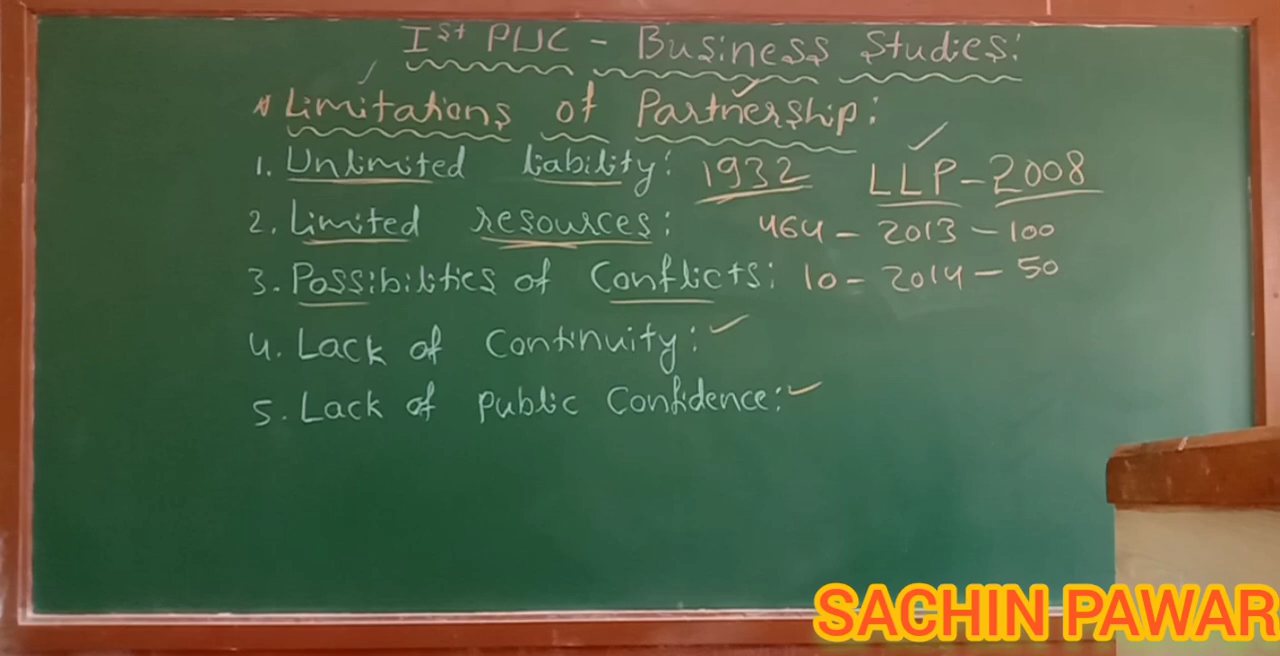 Ist PUC - Business Studies:
* Limitations of Partnership:
1. Unlimited liability: 1932 LLP-2008
2. Limited resources: 464 - 2013 - 100
3. Possibilities of Conflicts: 10 - 2014 - 50
4. Lack of Continuity:
5. Lack of public Confidence:
SACHIN PAWAR